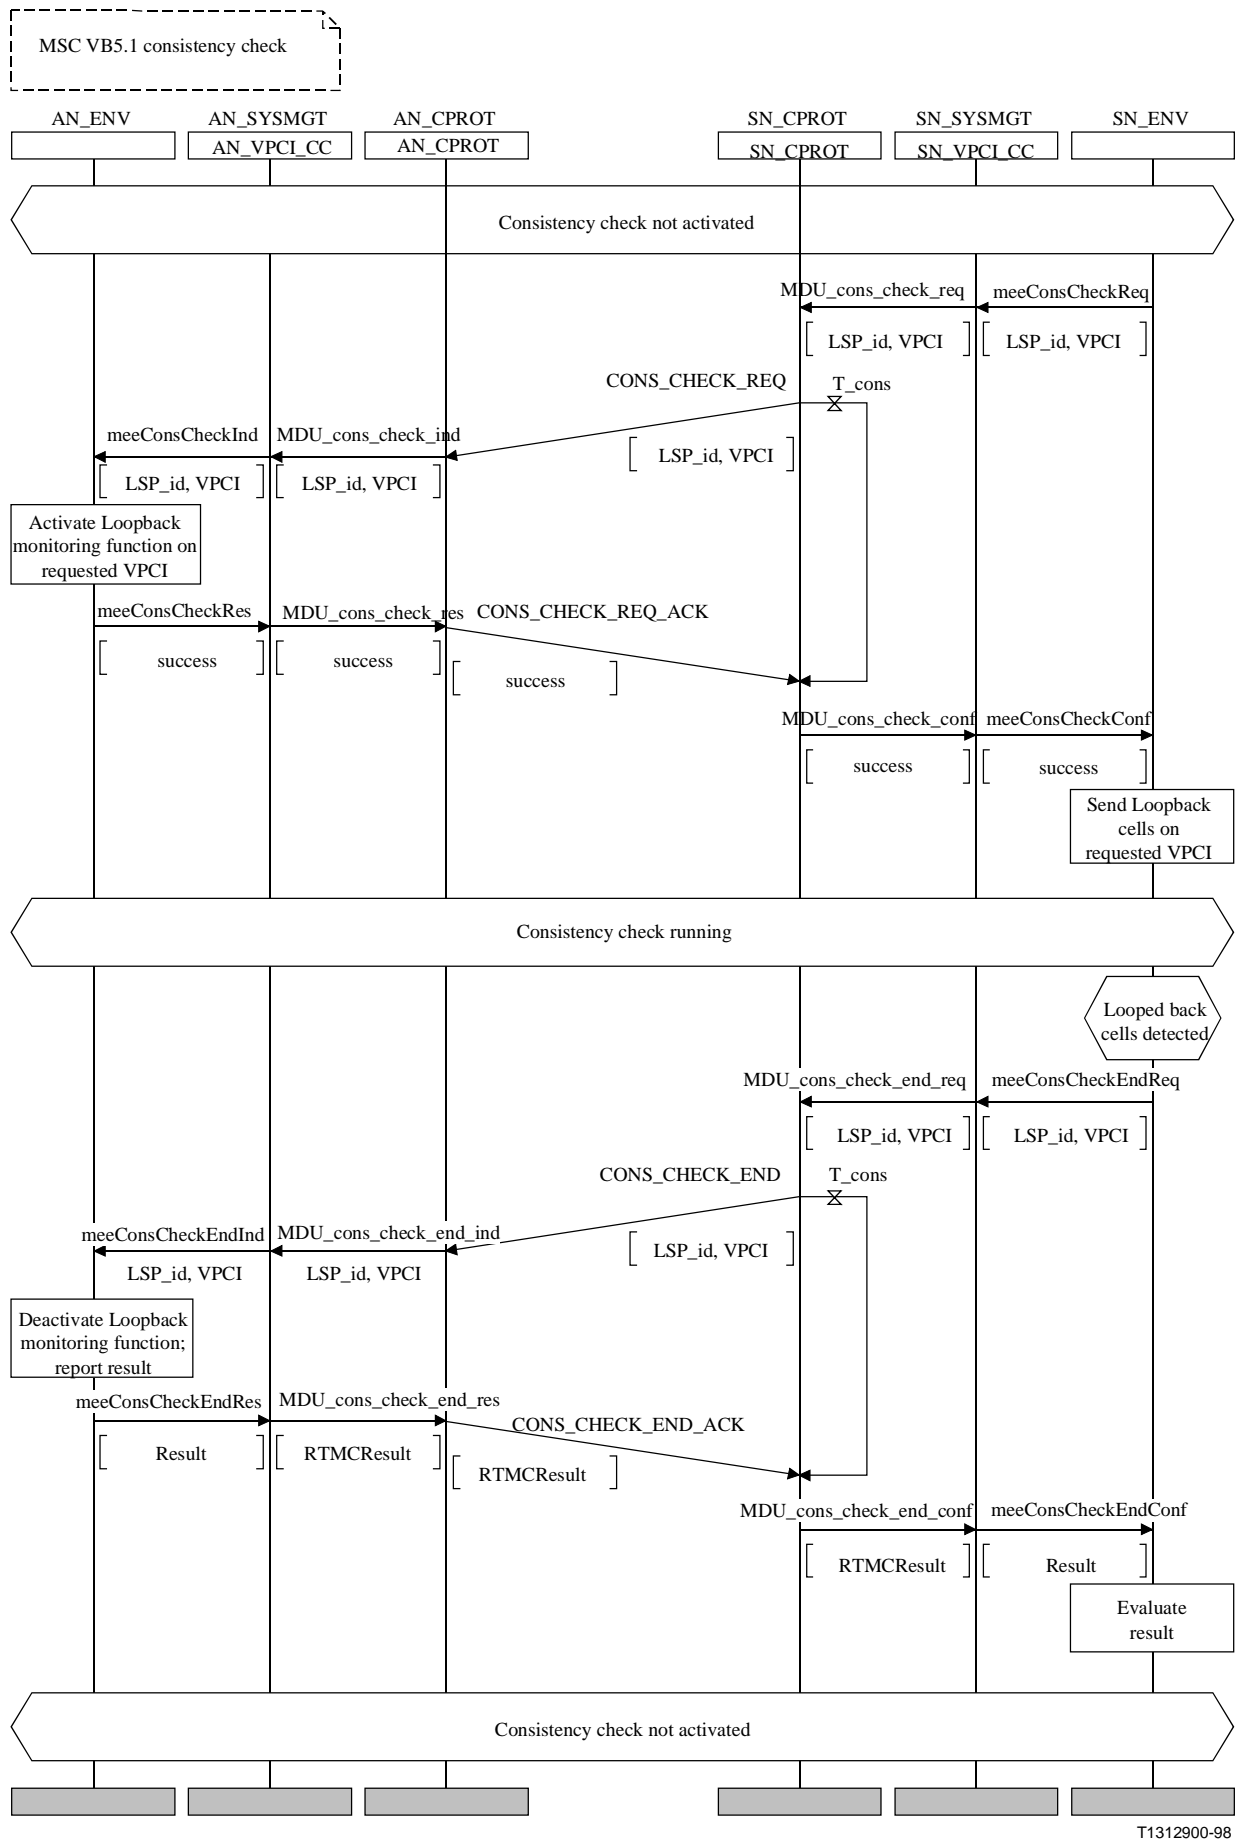 MSC VB5.1 consistency check
AN_ENV AN_SYSMGT AN_CPROT SN_CPROT SN_SYSMGT SN_ENV
AN_VPCI_CC AN_CPROT SN_CPROT SN_VPCI_CC
Consistency check not activated
MDU_cons_check_req meeConsCheckReq
LSP_id, VPCI LSP_id, VPCI
CONS_CHECK_REQ T_cons
meeConsCheckInd MDU_cons_check_ind
LSP_id, VPCI
LSP_id, VPCI LSP_id, VPCI
Activate Loopback
monitoring function on
requested VPCI
meeConsCheckRes MDU_cons_check_res CONS_CHECK_REQ_ACK
success success
success
MDU_cons_check_conf meeConsCheckConf
success success
Send Loopback
cells on
requested VPCI
Consistency check running
Looped back
cells detected
MDU_cons_check_end_req meeConsCheckEndReq
LSP_id, VPCI LSP_id, VPCI
CONS_CHECK_END T_cons
meeConsCheckEndInd MDU_cons_check_end_ind
LSP_id, VPCI
LSP_id, VPCI LSP_id, VPCI
Deactivate Loopback
monitoring function;
report result
meeConsCheckEndRes MDU_cons_check_end_res
CONS_CHECK_END_ACK
Result RTMCResult
RTMCResult
MDU_cons_check_end_conf meeConsCheckEndConf
RTMCResult Result
Evaluate
result
Consistency check not activated
T1312900-98